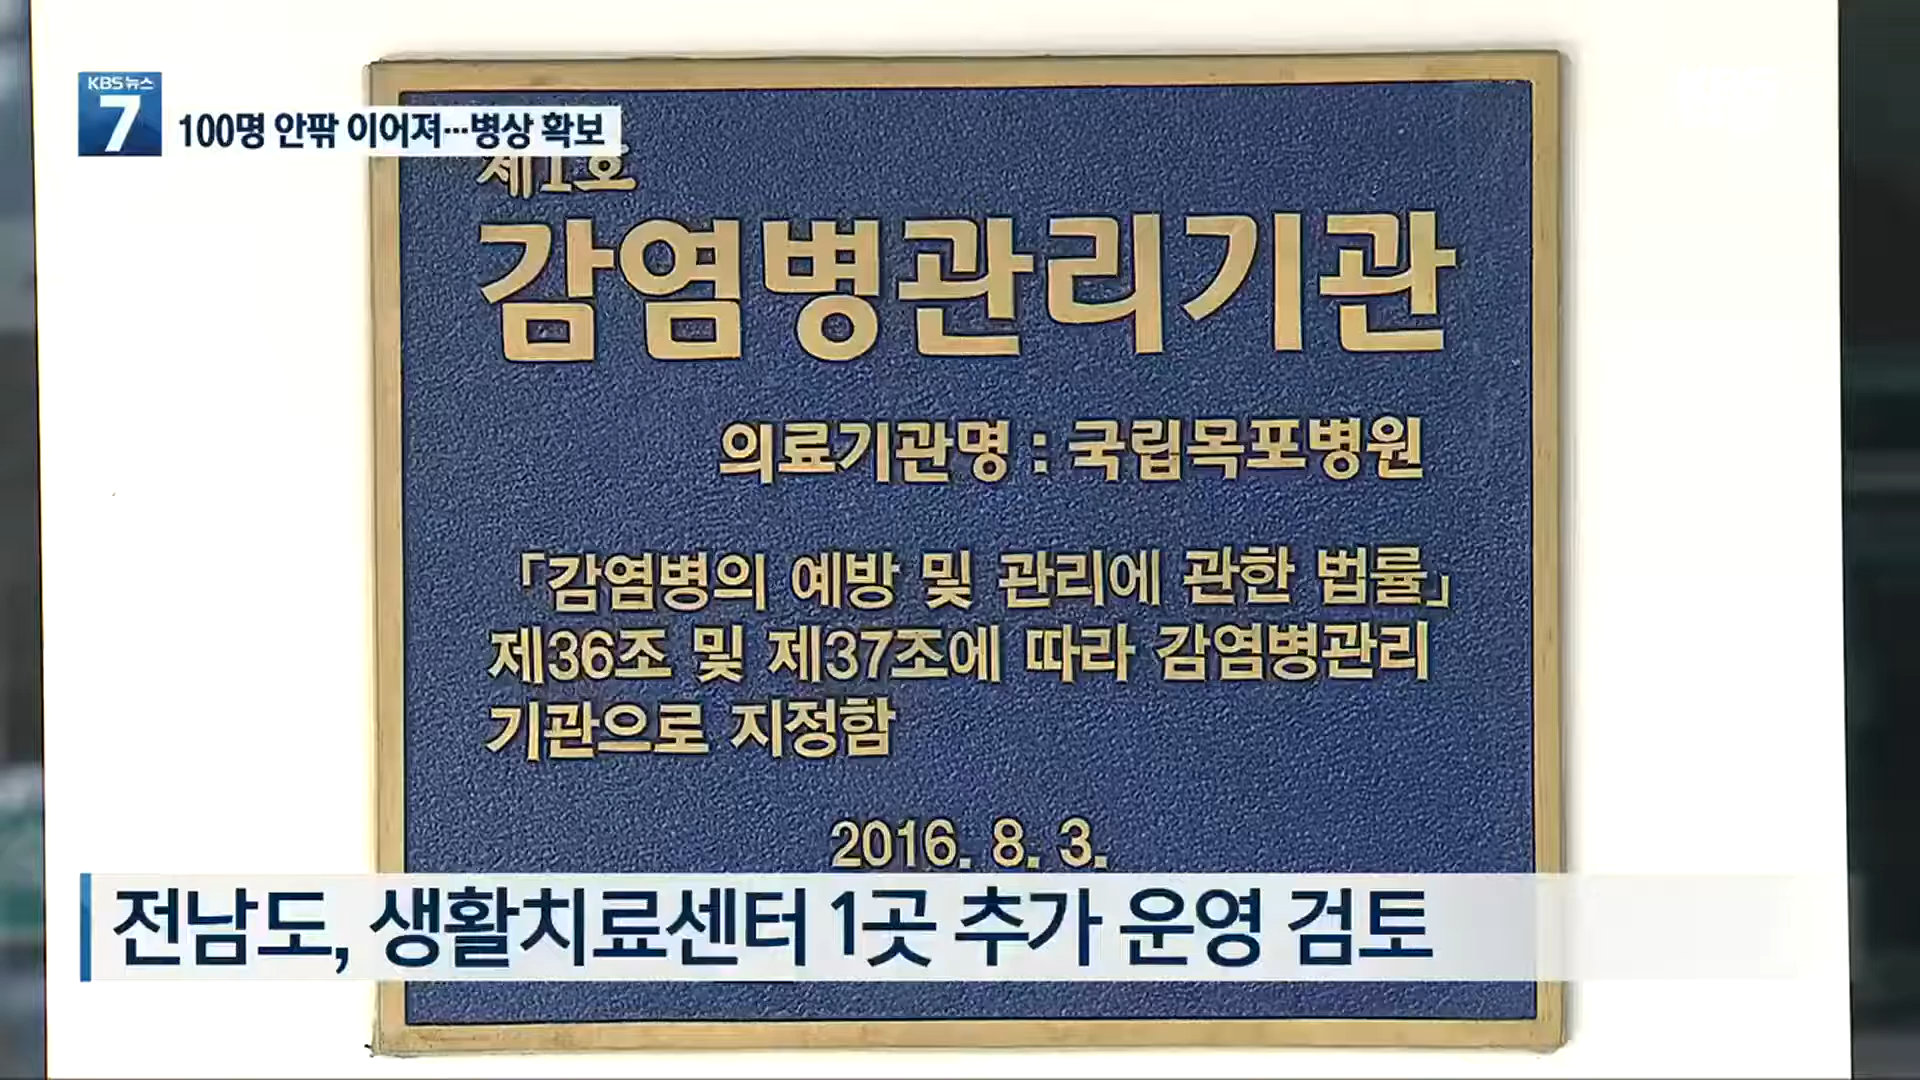 KBS뉴스
7
100명 안팎 이어져…병상 확보
제1호
감염병관리기관
의료기관명 : 국립목포병원
「감염병의 예방 및 관리에 관한 법률」
제36조 및 제37조에 따라 감염병관리
기관으로 지정함
2016. 8. 3.
전남도, 생활치료센터 1곳 추가 운영 검토